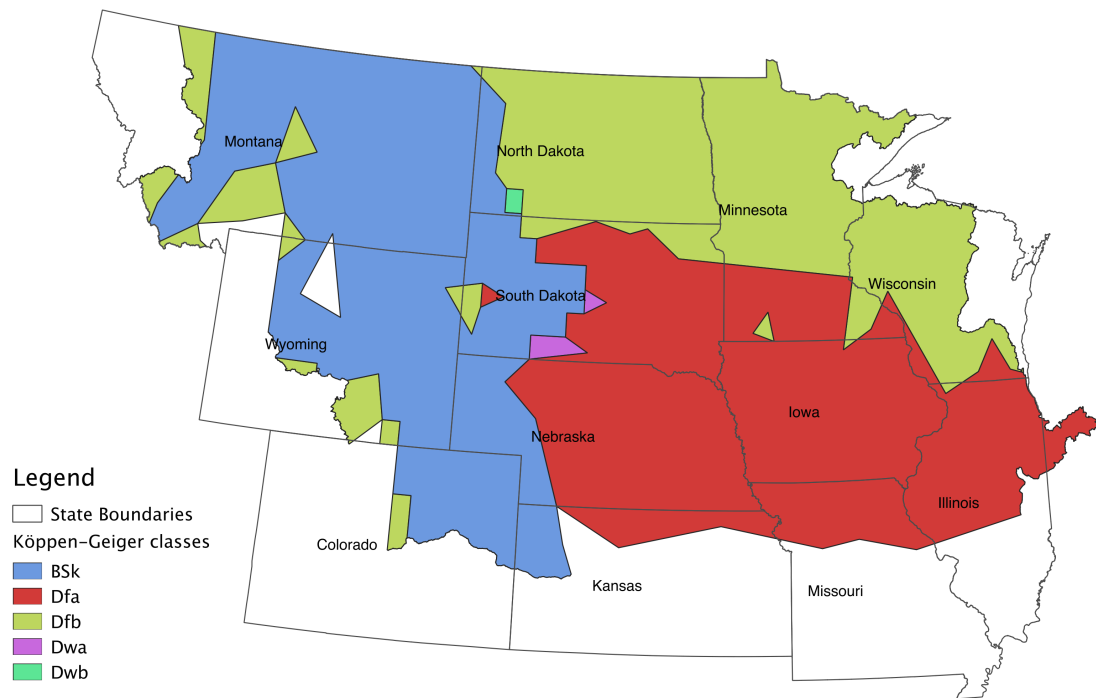 Montana
North Dakota
Minnesota
Wisconsin
South Dakota
Wyoming
Iowa
Nebraska
Illinois
Colorado
Kansas
Missouri
Legend
State Boundaries
Köppen-Geiger classes
BSk
Dfa
Dfb
Dwa
Dwb